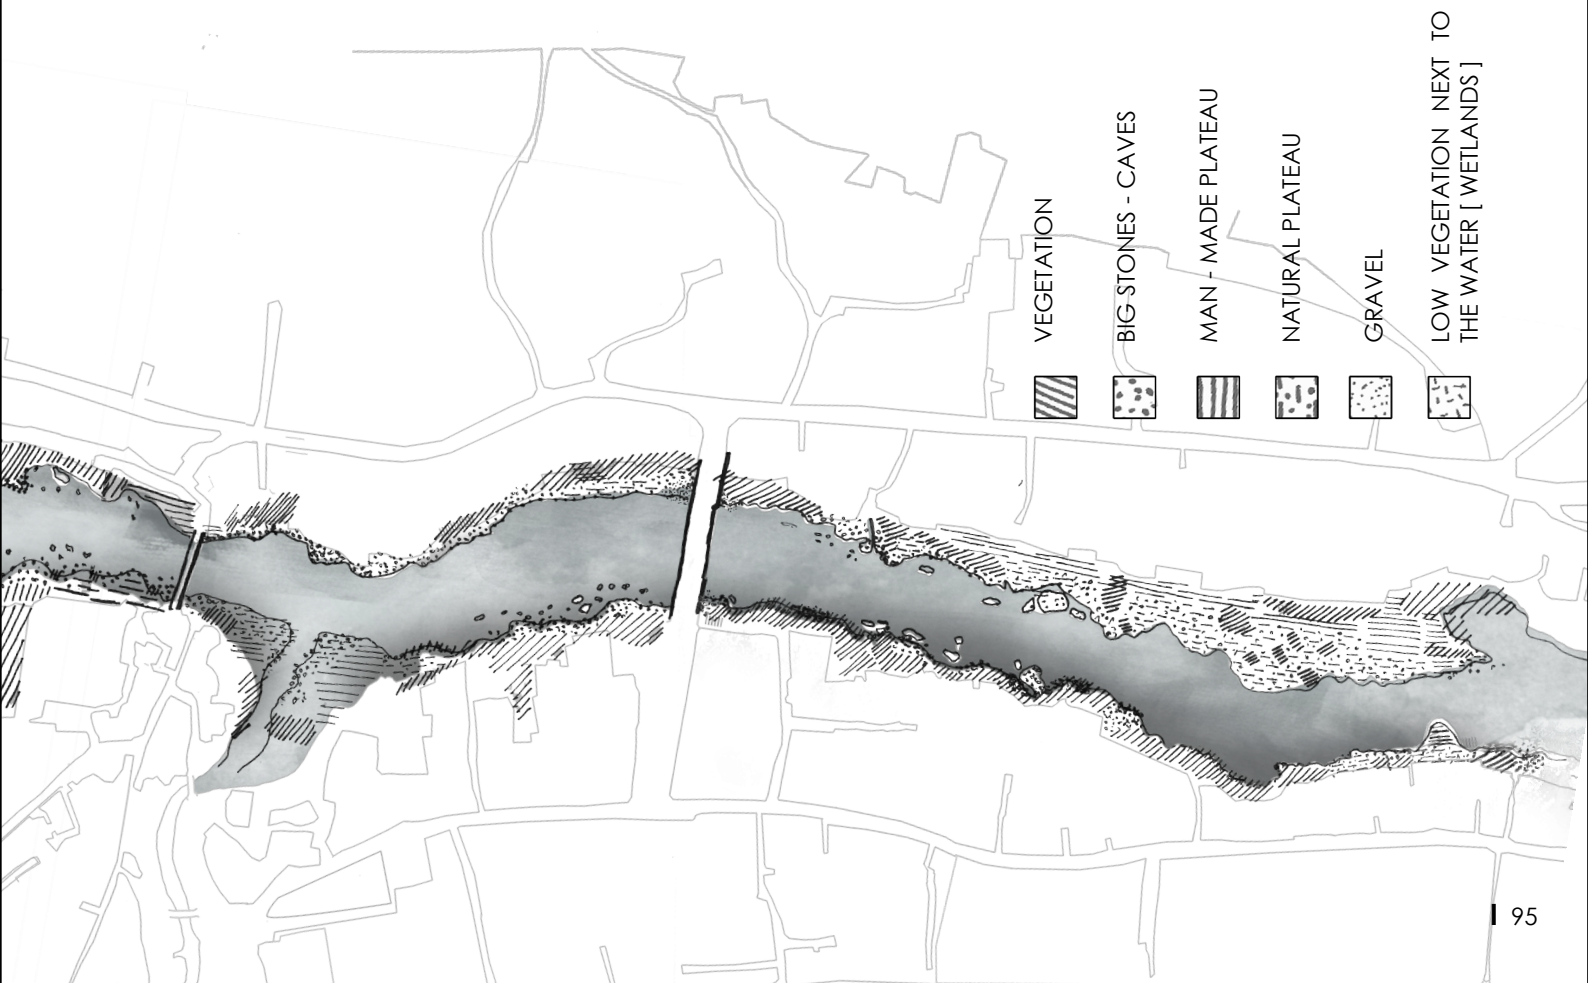 VEGETATION
BIG STONES - CAVES
MAN - MADE PLATEAU
NATURAL PLATEAU
GRAVEL
LOW VEGETATION NEXT TO
THE WATER [ WETLANDS ]
95